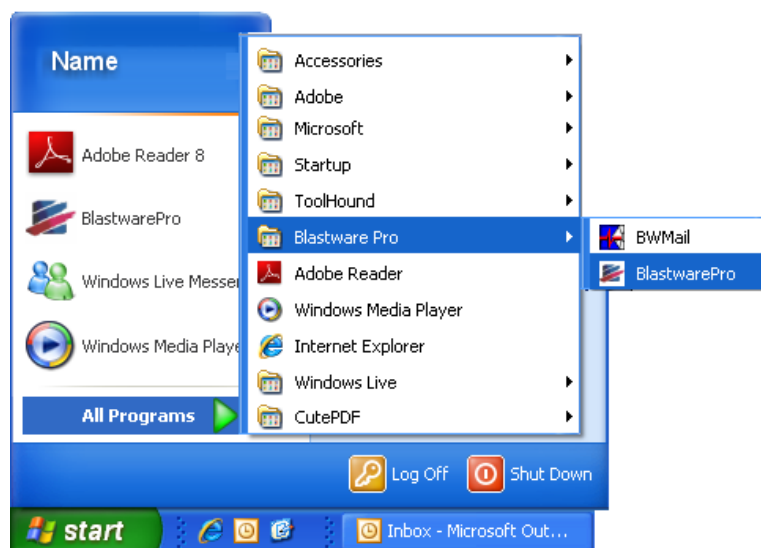 Name
Adobe Reader 8
BlastwarePro
Windows Live Messe
Windows Media Playe
All Programs
Accessories
Adobe
Microsoft
Startup
ToolHound
Blastware Pro
Adobe Reader
Windows Media Player
Internet Explorer
Windows Live
CutePDF
BWMail
BlastwarePro
Log Off
Shut Down
start
Inbox - Microsoft Out...